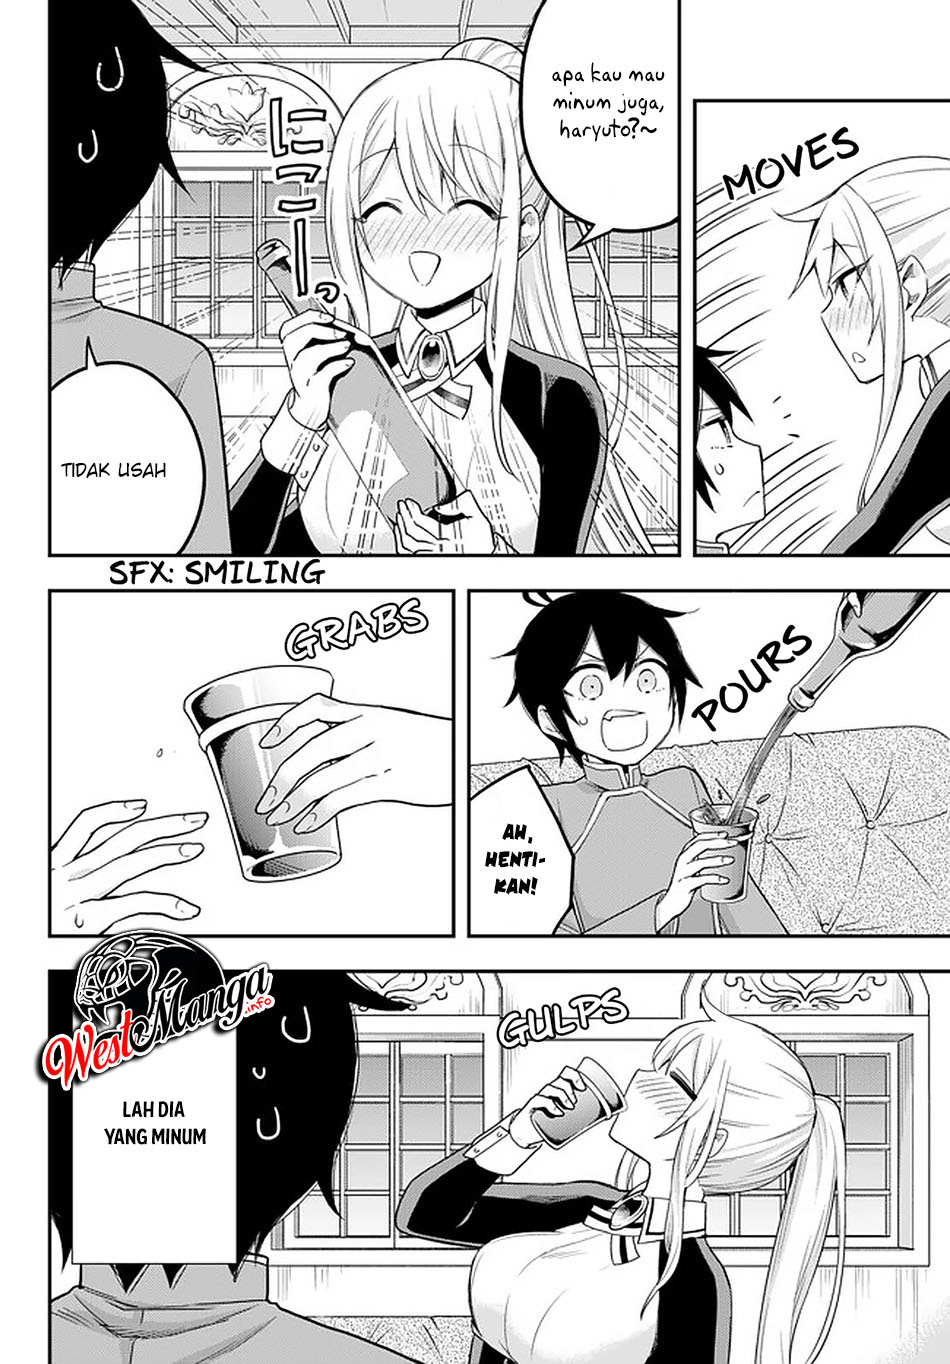 apa kau mau
minum juga,
haryuto?~
にっこーっ
TIDAK USAH
SFX: SMILING
MOVES
GRABS
POURS
AH,
HENTI-
KAN!
WestManga
.info
GULPS
LAH DIA
YANG MINUM